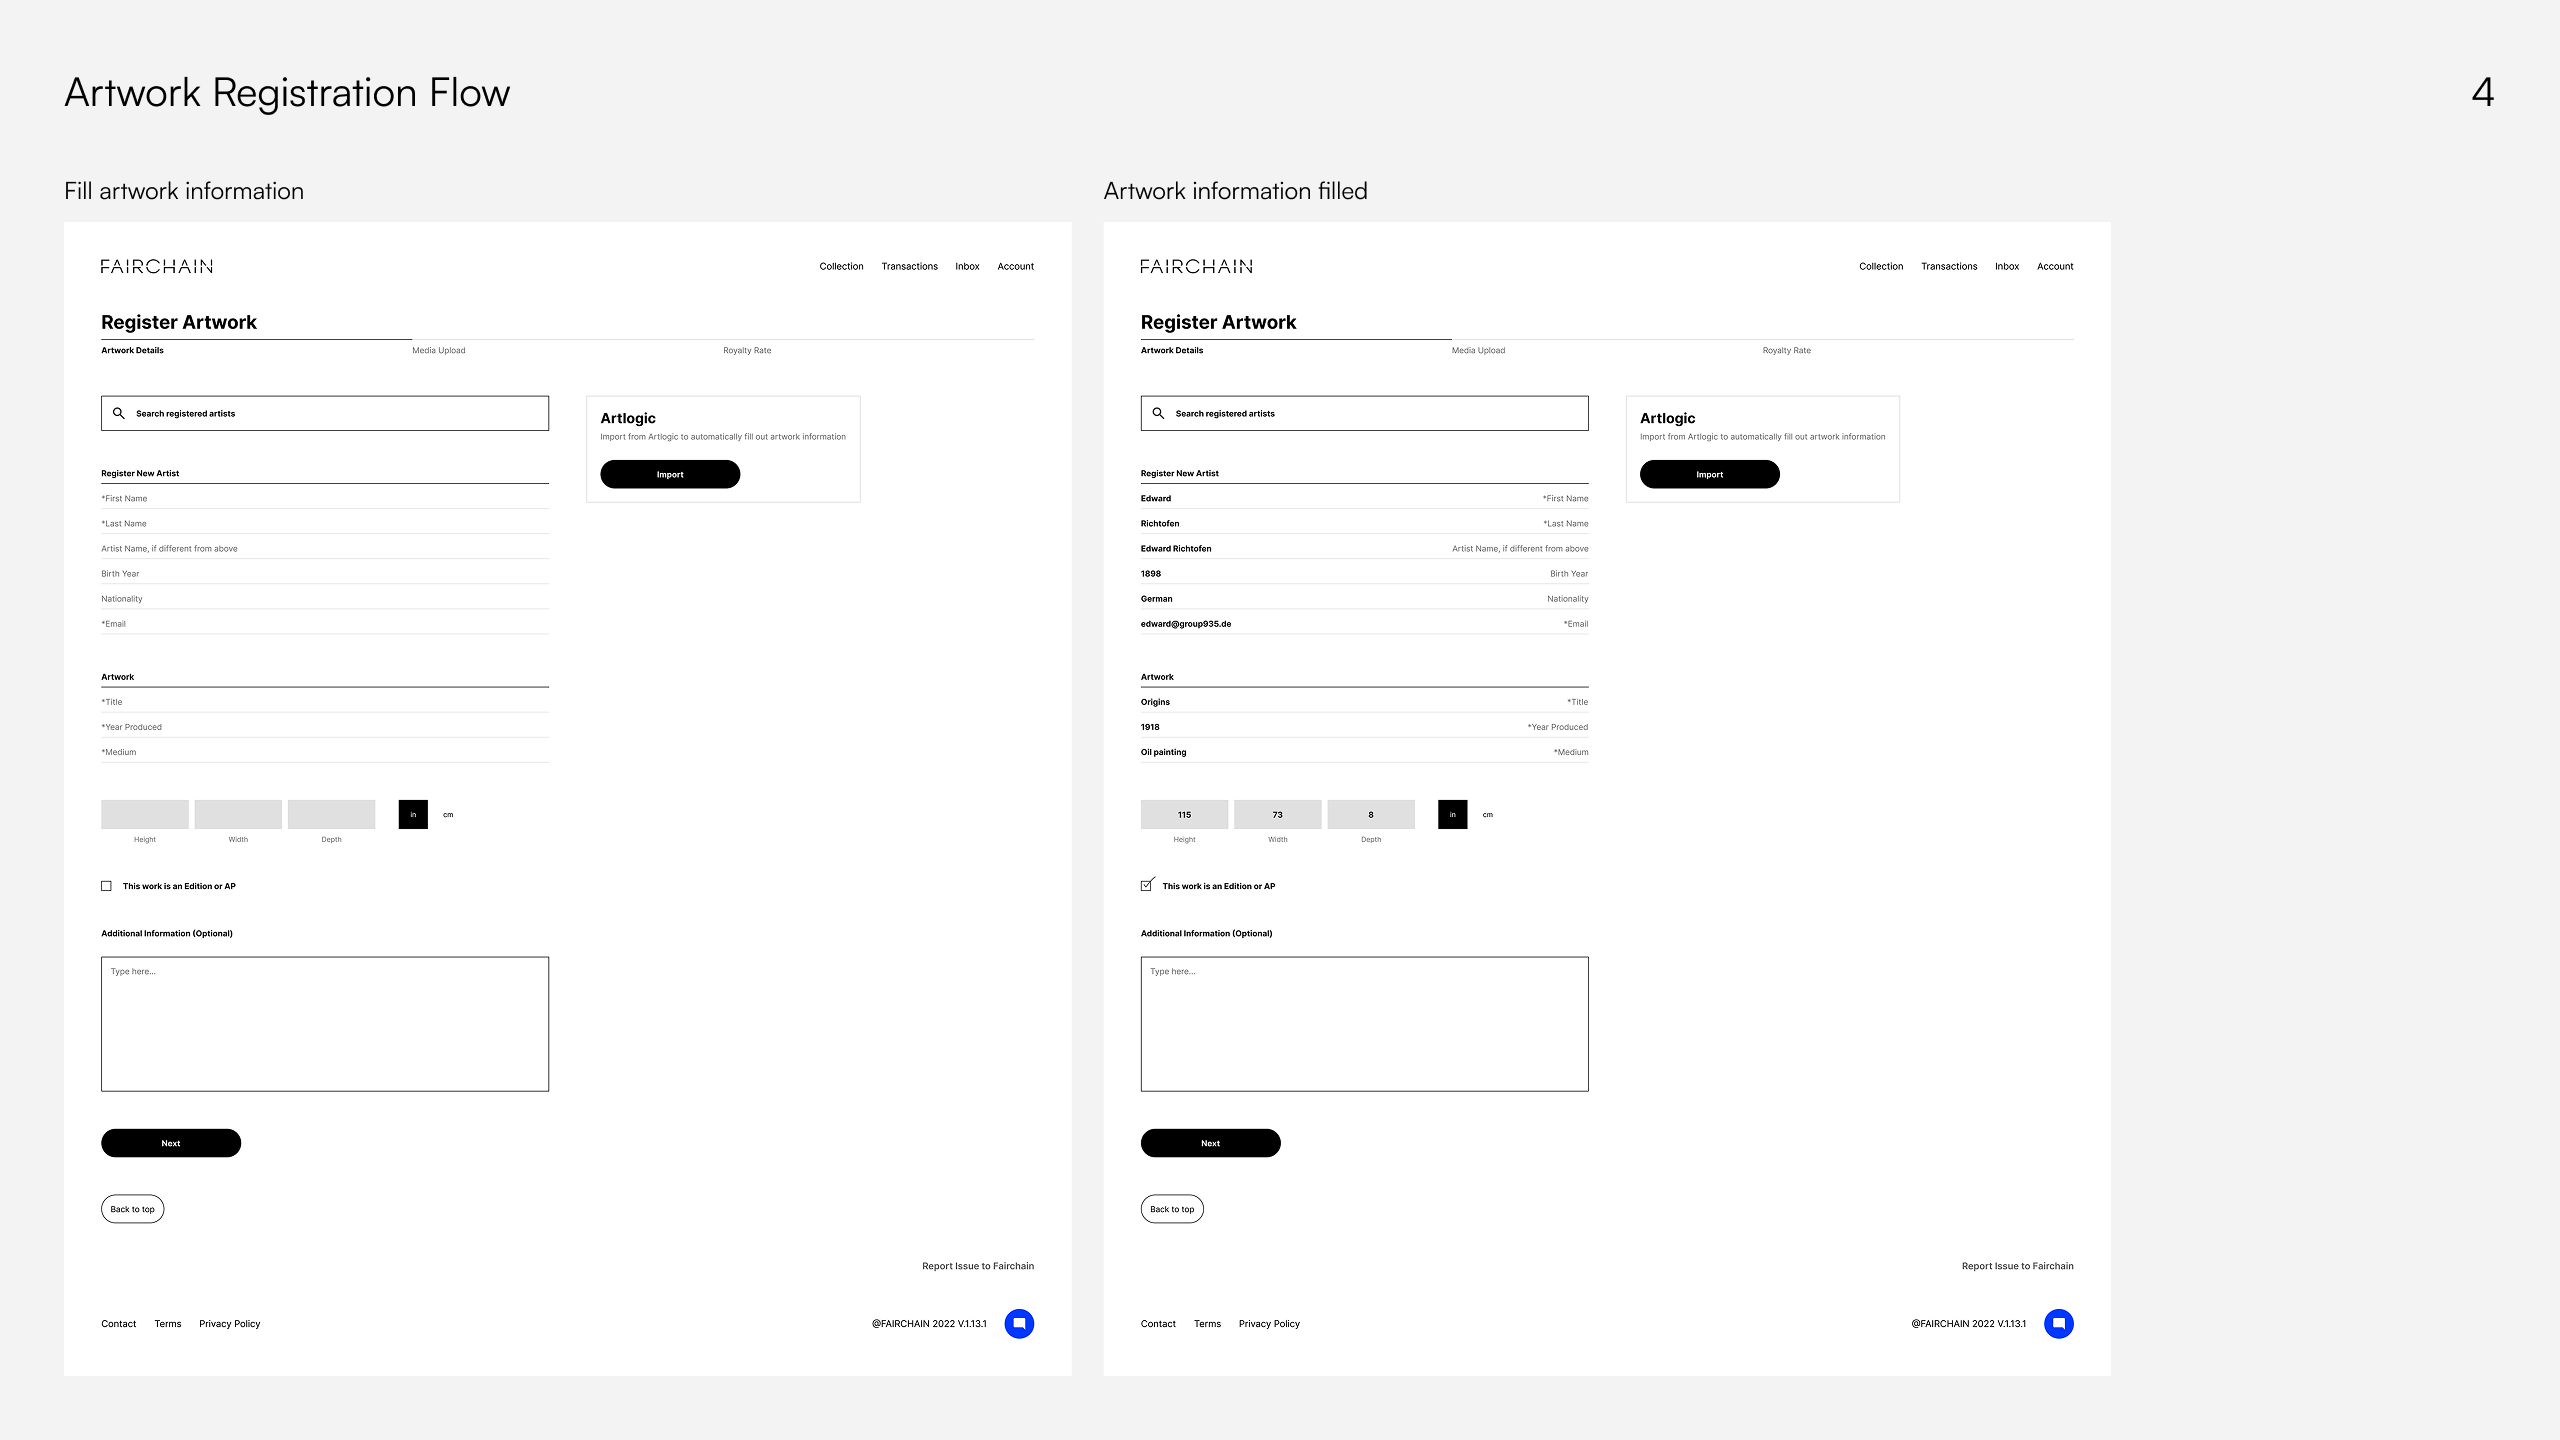 Artwork Registration Flow
4
Fill artwork information
FAIRCHAIN
Collection Transactions Inbox Account
Register Artwork
Artwork Details Media Upload Royalty Rate
Search registered artists
Artlogic
Import from Artlogic to automatically fill out artwork information
Import
Register New Artist
*First Name
*Last Name
Artist Name, if different from above
Birth Year
Nationality
*Email
Artwork
*Title
*Year Produced
*Medium
in cm
Height Width Depth
This work is an Edition or AP
Additional Information (Optional)
Type here...
Next
Back to top
Report Issue to Fairchain
Contact Terms Privacy Policy @FAIRCHAIN 2022 V.1.13.1
Artwork information filled
FAIRCHAIN
Collection Transactions Inbox Account
Register Artwork
Artwork Details Media Upload Royalty Rate
Search registered artists
Artlogic
Import from Artlogic to automatically fill out artwork information
Import
Register New Artist
Edward *First Name
Richtofen *Last Name
Edward Richtofen Artist Name, if different from above
1898 Birth Year
German Nationality
edward@group935.de *Email
Artwork
Origins *Title
1918 *Year Produced
Oil painting *Medium
115 73 8 in cm
Height Width Depth
This work is an Edition or AP
Additional Information (Optional)
Type here...
Next
Back to top
Report Issue to Fairchain
Contact Terms Privacy Policy @FAIRCHAIN 2022 V.1.13.1